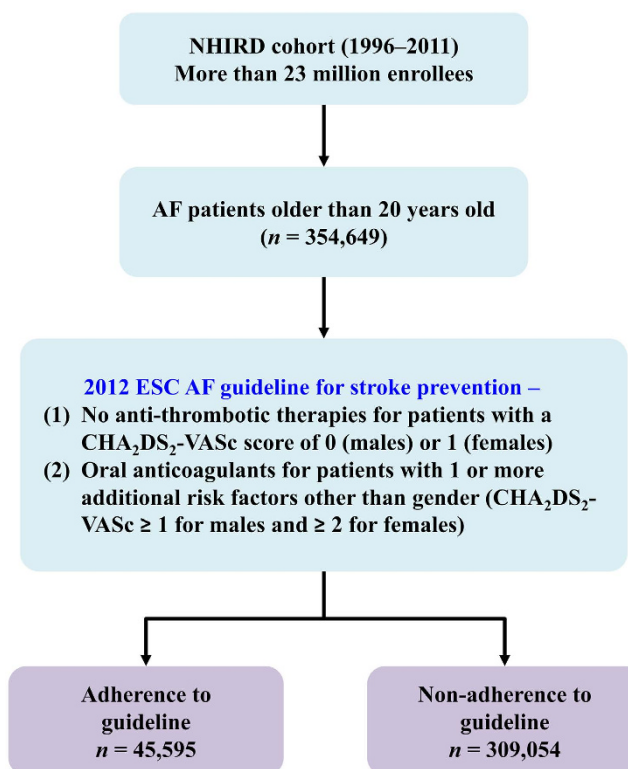 NHIRD cohort (1996–2011)
More than 23 million enrollees
AF patients older than 20 years old
(n = 354,649)
2012 ESC AF guideline for stroke prevention –
(1) No anti-thrombotic therapies for patients with a
CHA₂DS₂-VASc score of 0 (males) or 1 (females)
(2) Oral anticoagulants for patients with 1 or more
additional risk factors other than gender (CHA₂DS₂-
VASc ≥ 1 for males and ≥ 2 for females)
Adherence to
guideline
n = 45,595
Non-adherence to
guideline
n = 309,054